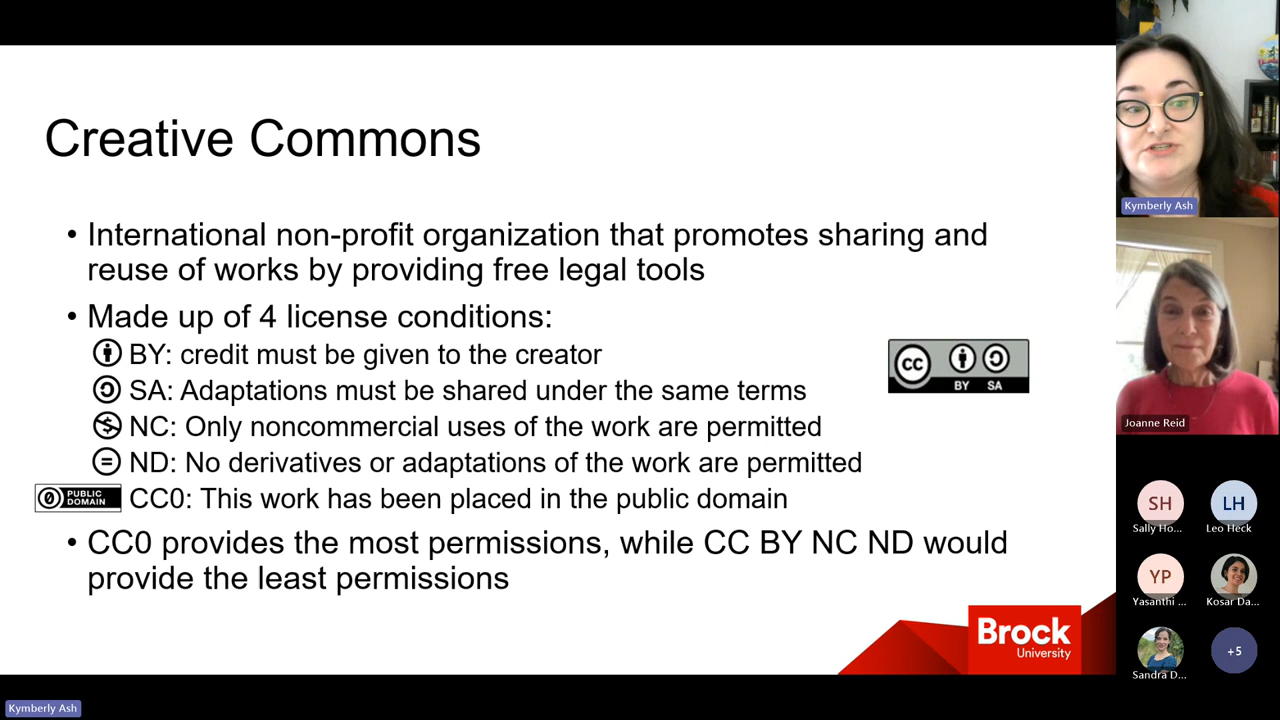 Creative Commons
• International non-profit organization that promotes sharing and
reuse of works by providing free legal tools
• Made up of 4 license conditions:
BY: credit must be given to the creator
SA: Adaptations must be shared under the same terms
NC: Only noncommercial uses of the work are permitted
ND: No derivatives or adaptations of the work are permitted
PUBLIC
DOMAIN
CC0: This work has been placed in the public domain
• CC0 provides the most permissions, while CC BY NC ND would
provide the least permissions
CC
BY SA
Brock
University
Kymberly Ash
Kymberly Ash
Joanne Reid
SH
LH
Sally Ho...
Leo Heck
YP
Yasanthi ...
Kosar Da...
Sandra D...
+5